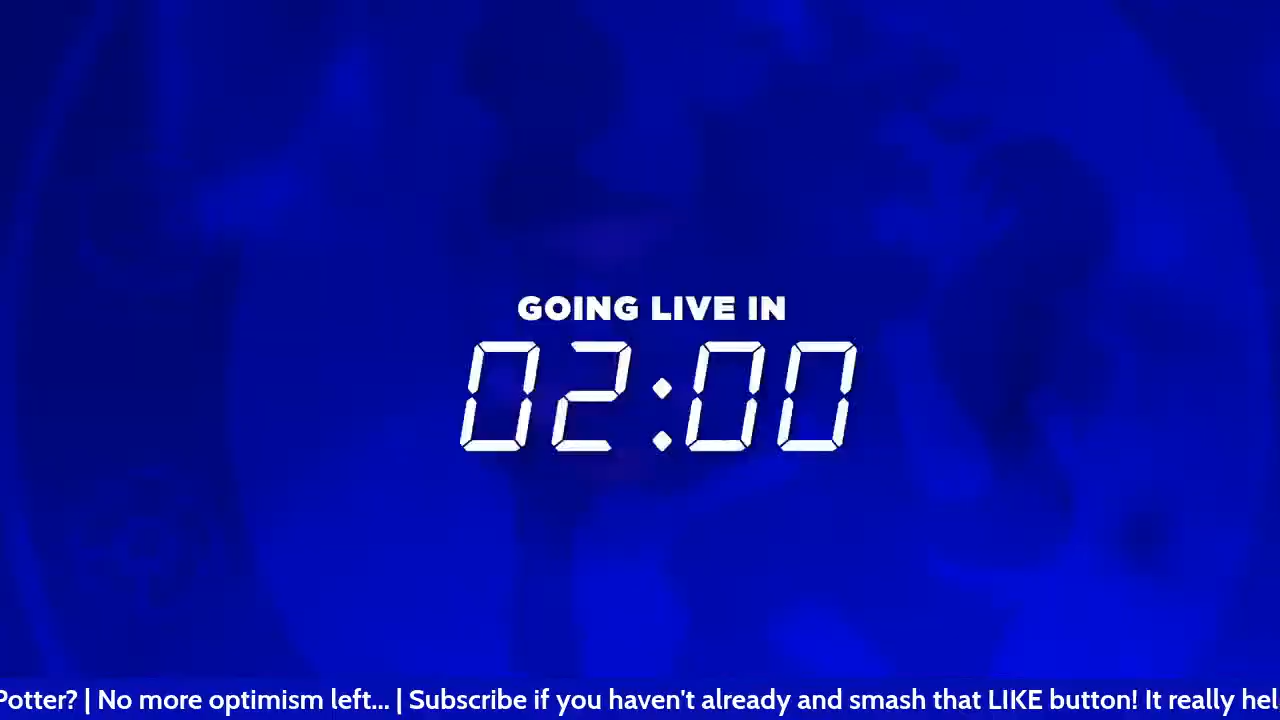 GOING LIVE IN
02:00
Potter? | No more optimism left... | Subscribe if you haven't already and smash that LIKE button! It really hel